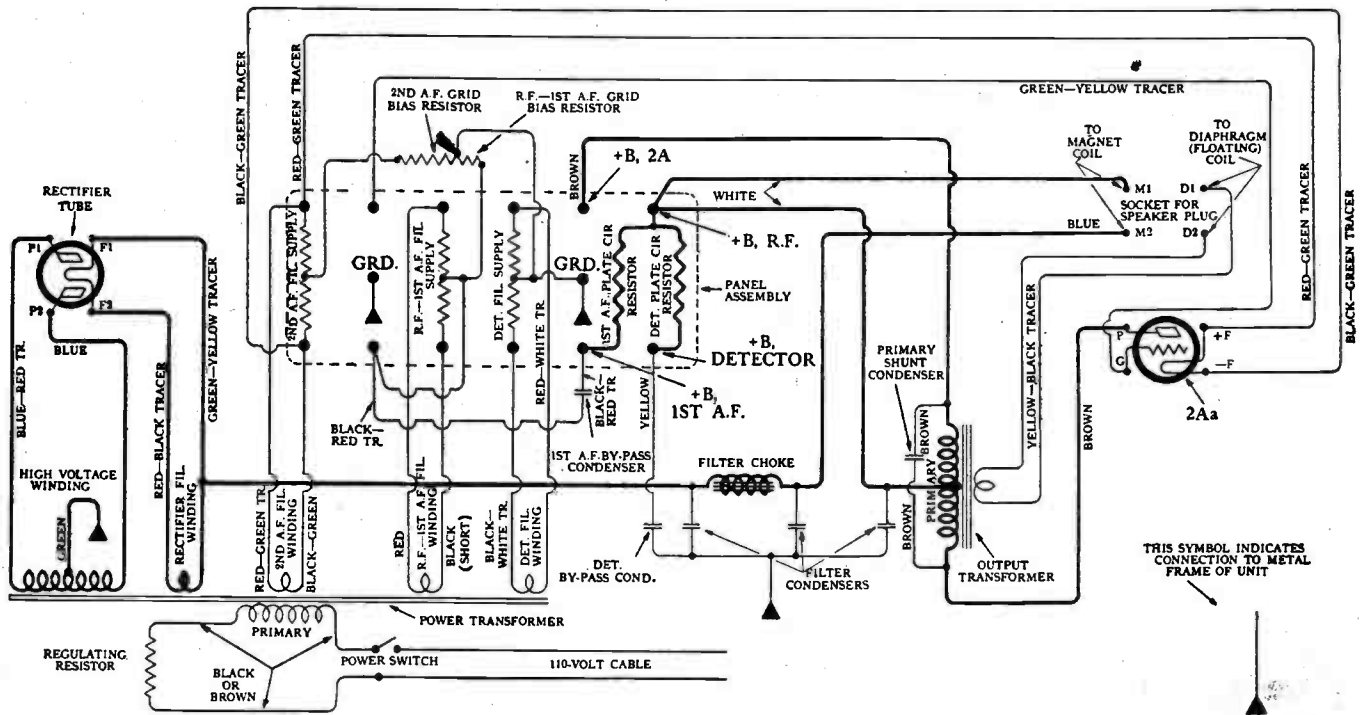 BLACK—GREEN TRACER
RED—GREEN TRACER
2ND A.F. GRID
BIAS RESISTOR
R.F.—1ST A.F. GRID
BIAS RESISTOR
GREEN—YELLOW TRACER
BROWN
+B, 2A
TO
MAGNET
COIL
TO
DIAPHRAGM
(FLOATING)
COIL
RECTIFIER
TUBE
WHITE
M1
D1
SOCKET FOR
SPEAKER PLUG
M2
D2
BLUE
+B, R.F.
P1
F1
P2
F2
BLUE
2ND A.F. FIL. SUPPLY
GRD.
R.F.—1ST A.F. FIL.
SUPPLY
DET. FIL SUPPLY
GRD.
1ST A.F. PLATE CIR
RESISTOR
DET. PLATE CIR
RESISTOR
PANEL
ASSEMBLY
RED—GREEN TRACER
BLACK—GREEN TRACER
BLUE—RED TR.
RED—BLACK TRACER
GREEN—YELLOW TRACER
RED—WHITE TR.
+B,
DETECTOR
+B,
1ST A.F.
PRIMARY
SHUNT
CONDENSER
P
G
+F
—F
2Aa
BLACK—
RED TR.
BLACK—
RED TR.
YELLOW
1ST A.F. BY-PASS
CONDENSER
YELLOW—BLACK TRACER
BROWN
HIGH VOLTAGE
WINDING
GREEN
RECTIFIER FIL.
WINDING
RED—GREEN TR
2ND A.F. FIL.
WINDING
BLACK—GREEN
RED
R.F.—1ST A.F. FIL.
WINDING
BLACK
(SHORT)
BLACK—
WHITE TR.
DET. FIL.
WINDING
FILTER CHOKE
BROWN
PRIMARY
BROWN
DET.
BY-PASS COND.
FILTER
CONDENSERS
OUTPUT
TRANSFORMER
THIS SYMBOL INDICATES
CONNECTION TO METAL
FRAME OF UNIT
POWER TRANSFORMER
PRIMARY
REGULATING
RESISTOR
BLACK
OR
BROWN
POWER SWITCH
110-VOLT CABLE